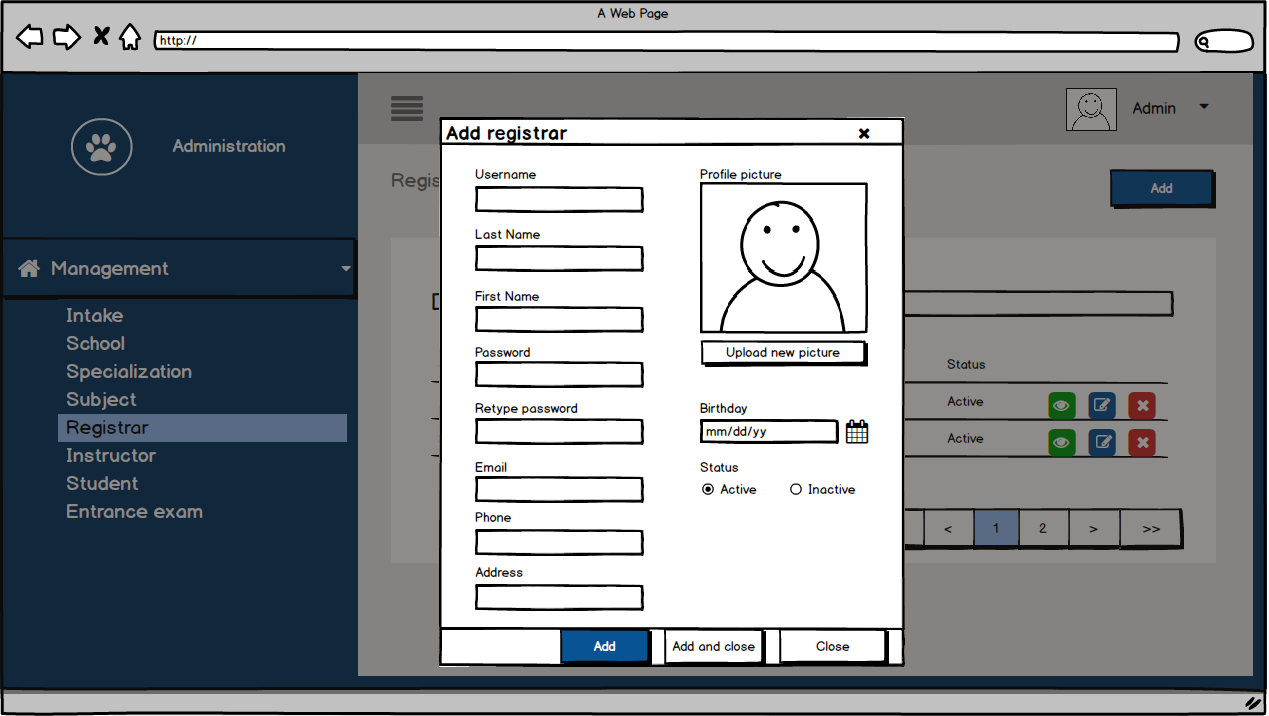 A Web Page
http://
Administration
Admin
Management
Intake
School
Specialization
Subject
Registrar
Instructor
Student
Entrance exam
Add
Status
Active
Active
< 1 2 > >>
Add registrar
Username
Last Name
First Name
Password
Retype password
Email
Phone
Address
Profile picture
Upload new picture
Birthday
mm/dd/yy
Status
Active Inactive
Add Add and close Close